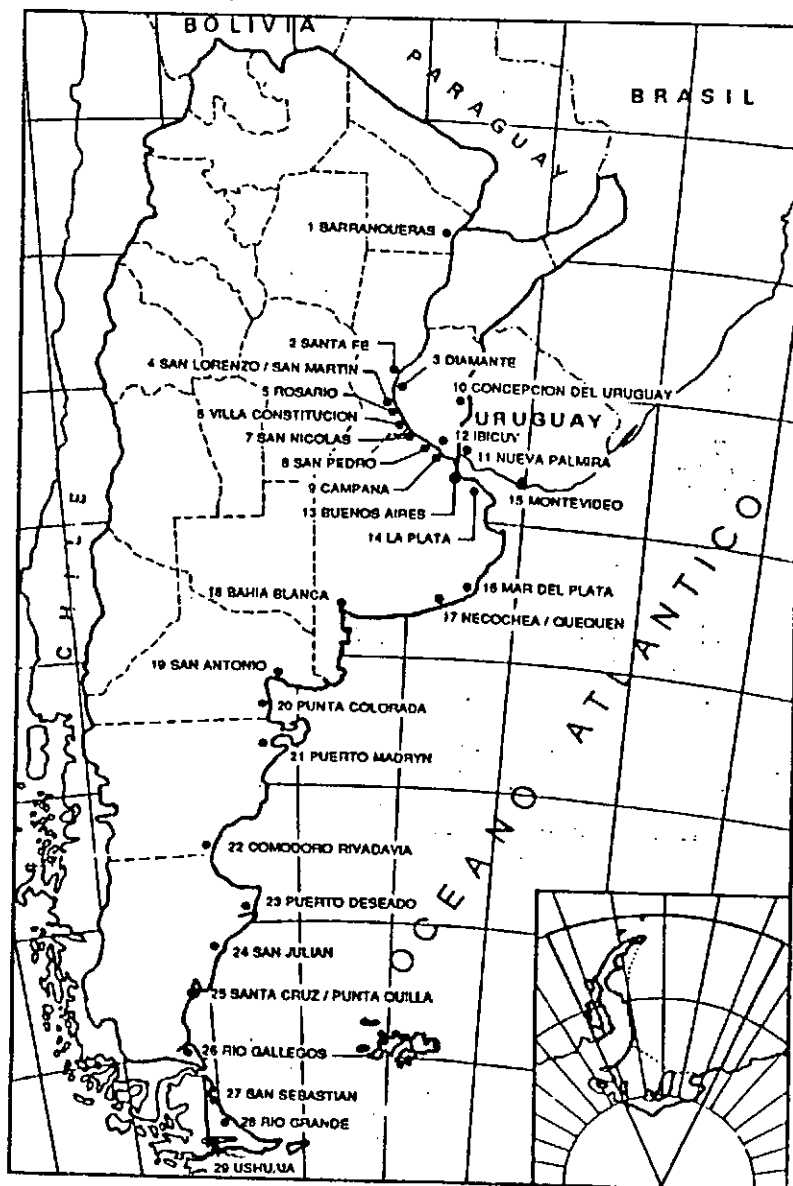 BOLIVIA
PARAGUAY
BRASIL
1 BARRANQUERAS
2 SANTA FE
3 DIAMANTE
4 SAN LORENZO / SAN MARTIN
5 ROSARIO
10 CONCEPCION DEL URUGUAY
6 VILLA CONSTITUCION
URUGUAY
7 SAN NICOLAS
12 IBICUY
8 SAN PEDRO
11 NUEVA PALMIRA
9 CAMPANA
15 MONTEVIDEO
13 BUENOS AIRES
14 LA PLATA
CHILE
18 BAHIA BLANCA
16 MAR DEL PLATA
17 NECOCHEA / QUEQUEN
19 SAN ANTONIO
20 PUNTA COLORADA
21 PUERTO MADRYN
OCEANO ATLANTICO
22 COMODORO RIVADAVIA
23 PUERTO DESEADO
24 SAN JULIAN
25 SANTA CRUZ / PUNTA QUILLA
26 RIO GALLEGOS
27 SAN SEBASTIAN
28 RIO GRANDE
29 USHUAIA